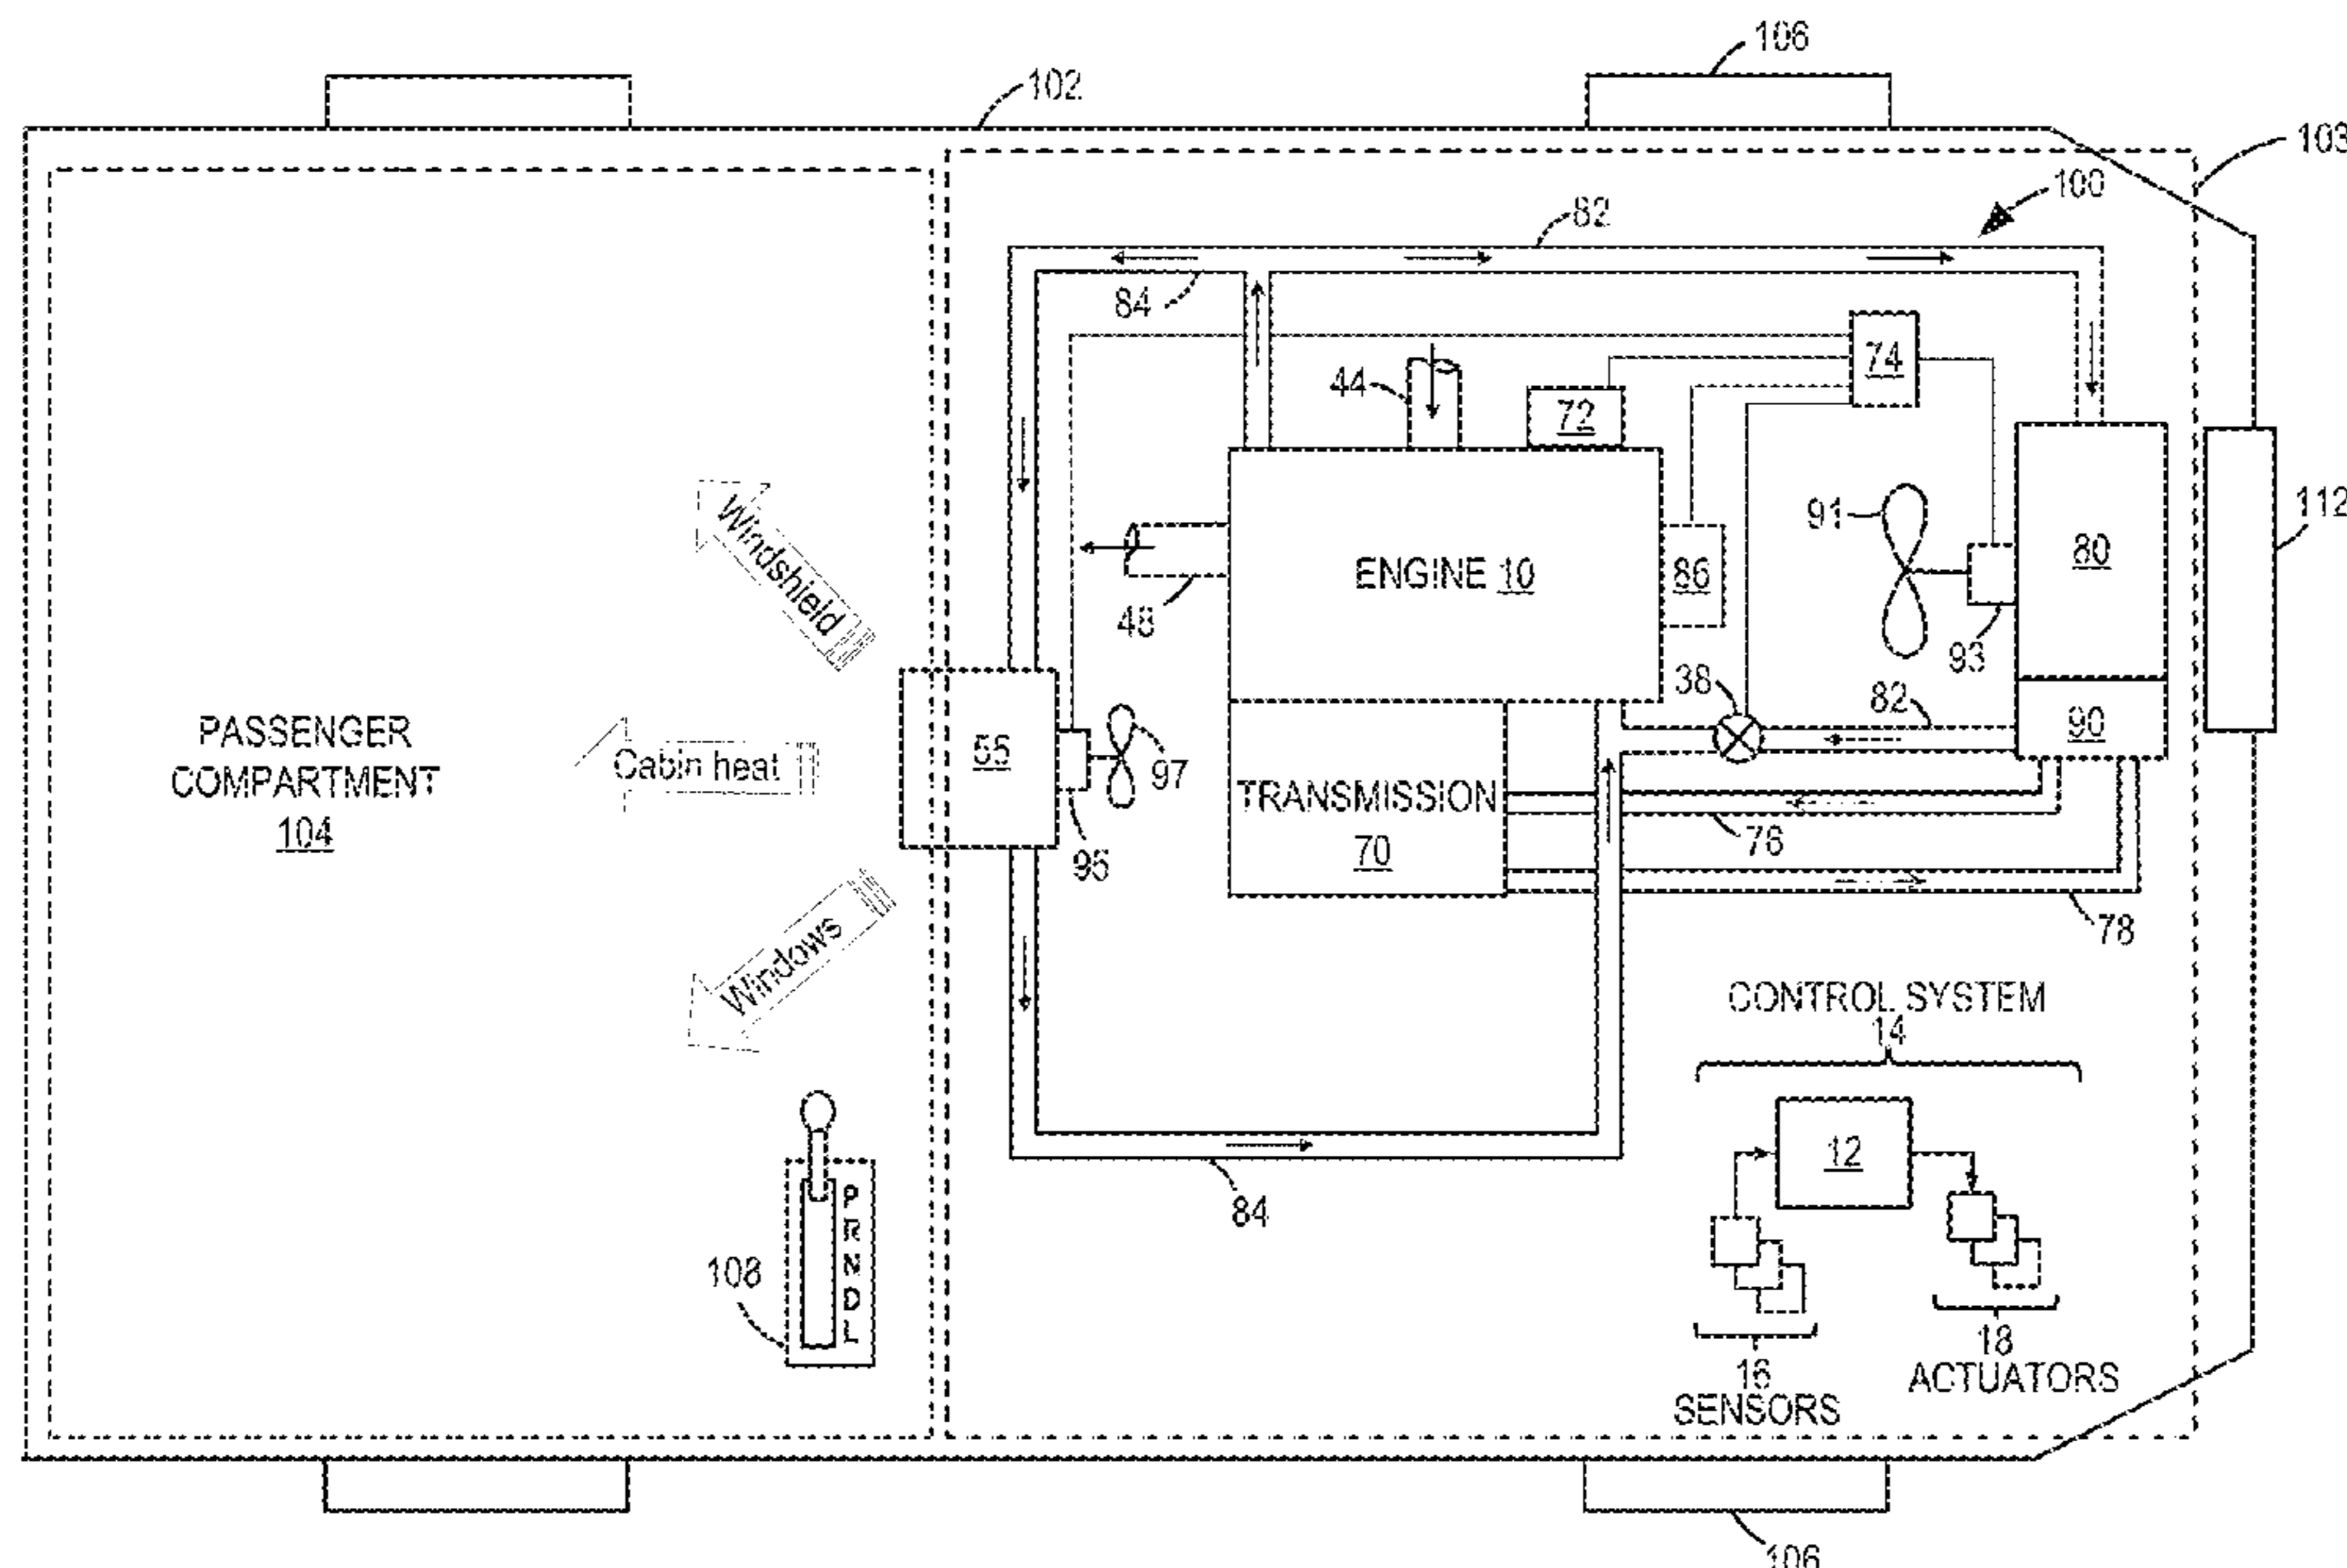 106
102
103
100
82
84
74
44
72
112
Windshield
91
80
ENGINE 10
86
48
93
38
82
90
PASSENGER
COMPARTMENT
104
Cabin heat
55
97
95
TRANSMISSION
70
76
78
Windows
CONTROL SYSTEM
14
12
84
P
R
N
D
L
108
16
SENSORS
18
ACTUATORS
106